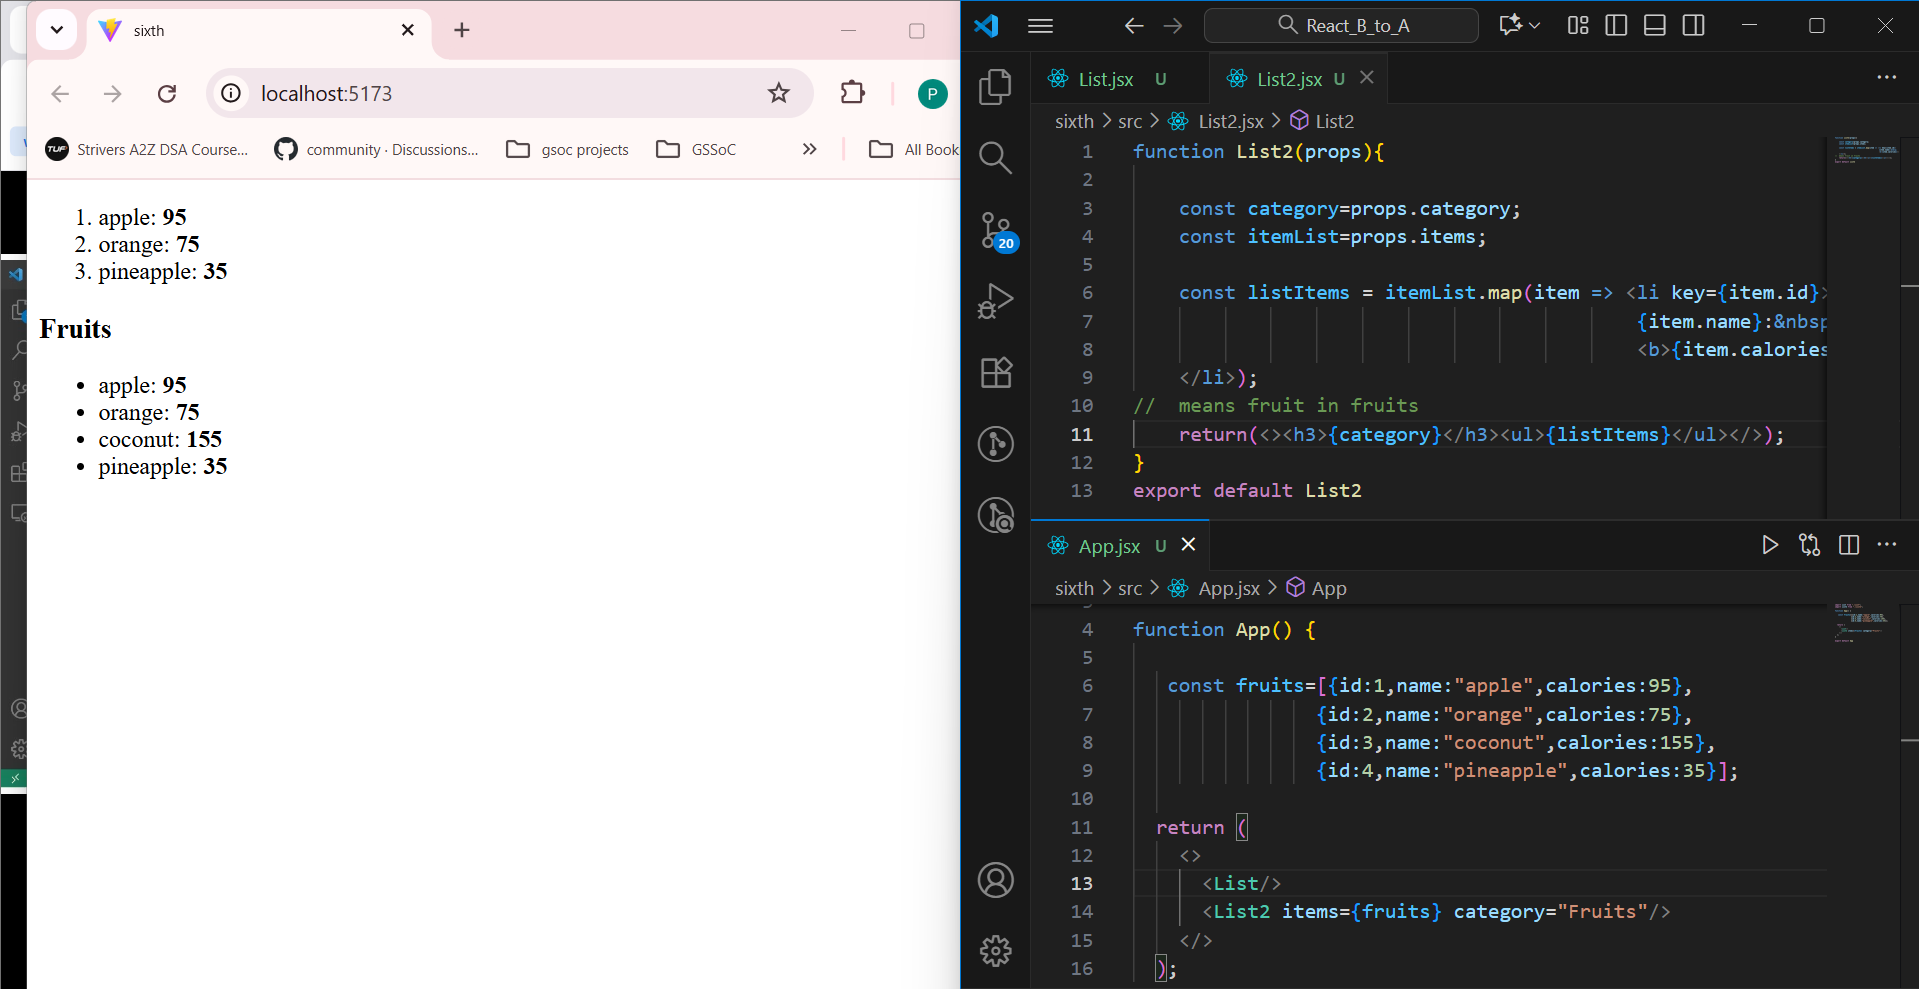 sixth
localhost:5173
P
TUF Strivers A2Z DSA Course...
community · Discussions...
gsoc projects
GSSoC
All Book
1. apple: 95
2. orange: 75
3. pineapple: 35
Fruits
• apple: 95
• orange: 75
• coconut: 155
• pineapple: 35
React_B_to_A
20
List.jsx U
List2.jsx U
sixth > src > List2.jsx > List2
1 function List2(props){
2
3 const category=props.category;
4 const itemList=props.items;
5
6 const listItems = itemList.map(item => <li key={item.id}>
7 {item.name}:&nbsp
8 <b>{item.calories
9 </li>);
10 // means fruit in fruits
11 return(<><h3>{category}</h3><ul>{listItems}</ul></>);
12 }
13 export default List2
App.jsx U
sixth > src > App.jsx > App
4 function App() {
5
6 const fruits=[{id:1,name:"apple",calories:95},
7 {id:2,name:"orange",calories:75},
8 {id:3,name:"coconut",calories:155},
9 {id:4,name:"pineapple",calories:35}];
10
11 return (
12 <>
13 <List/>
14 <List2 items={fruits} category="Fruits"/>
15 </>
16 );